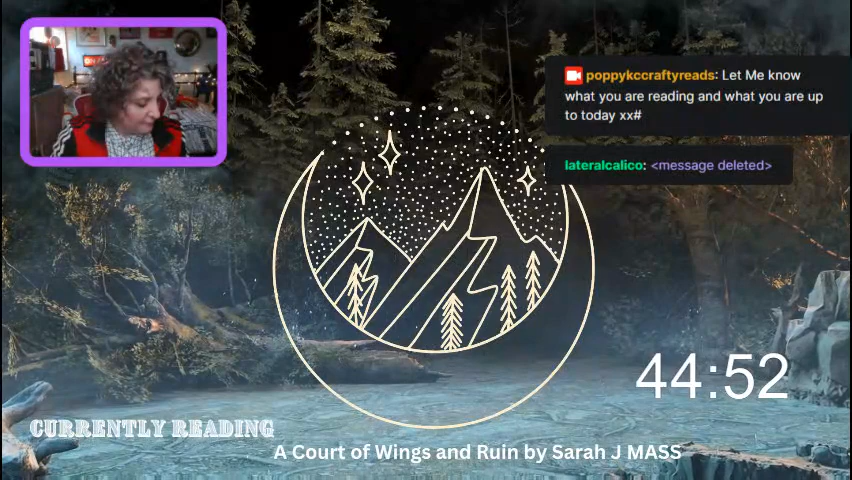 poppykccraftyreads: Let Me know
what you are reading and what you are up
to today xx#
lateralcalico: <message deleted>
44:52
CURRENTLY READING
A Court of Wings and Ruin by Sarah J MASS